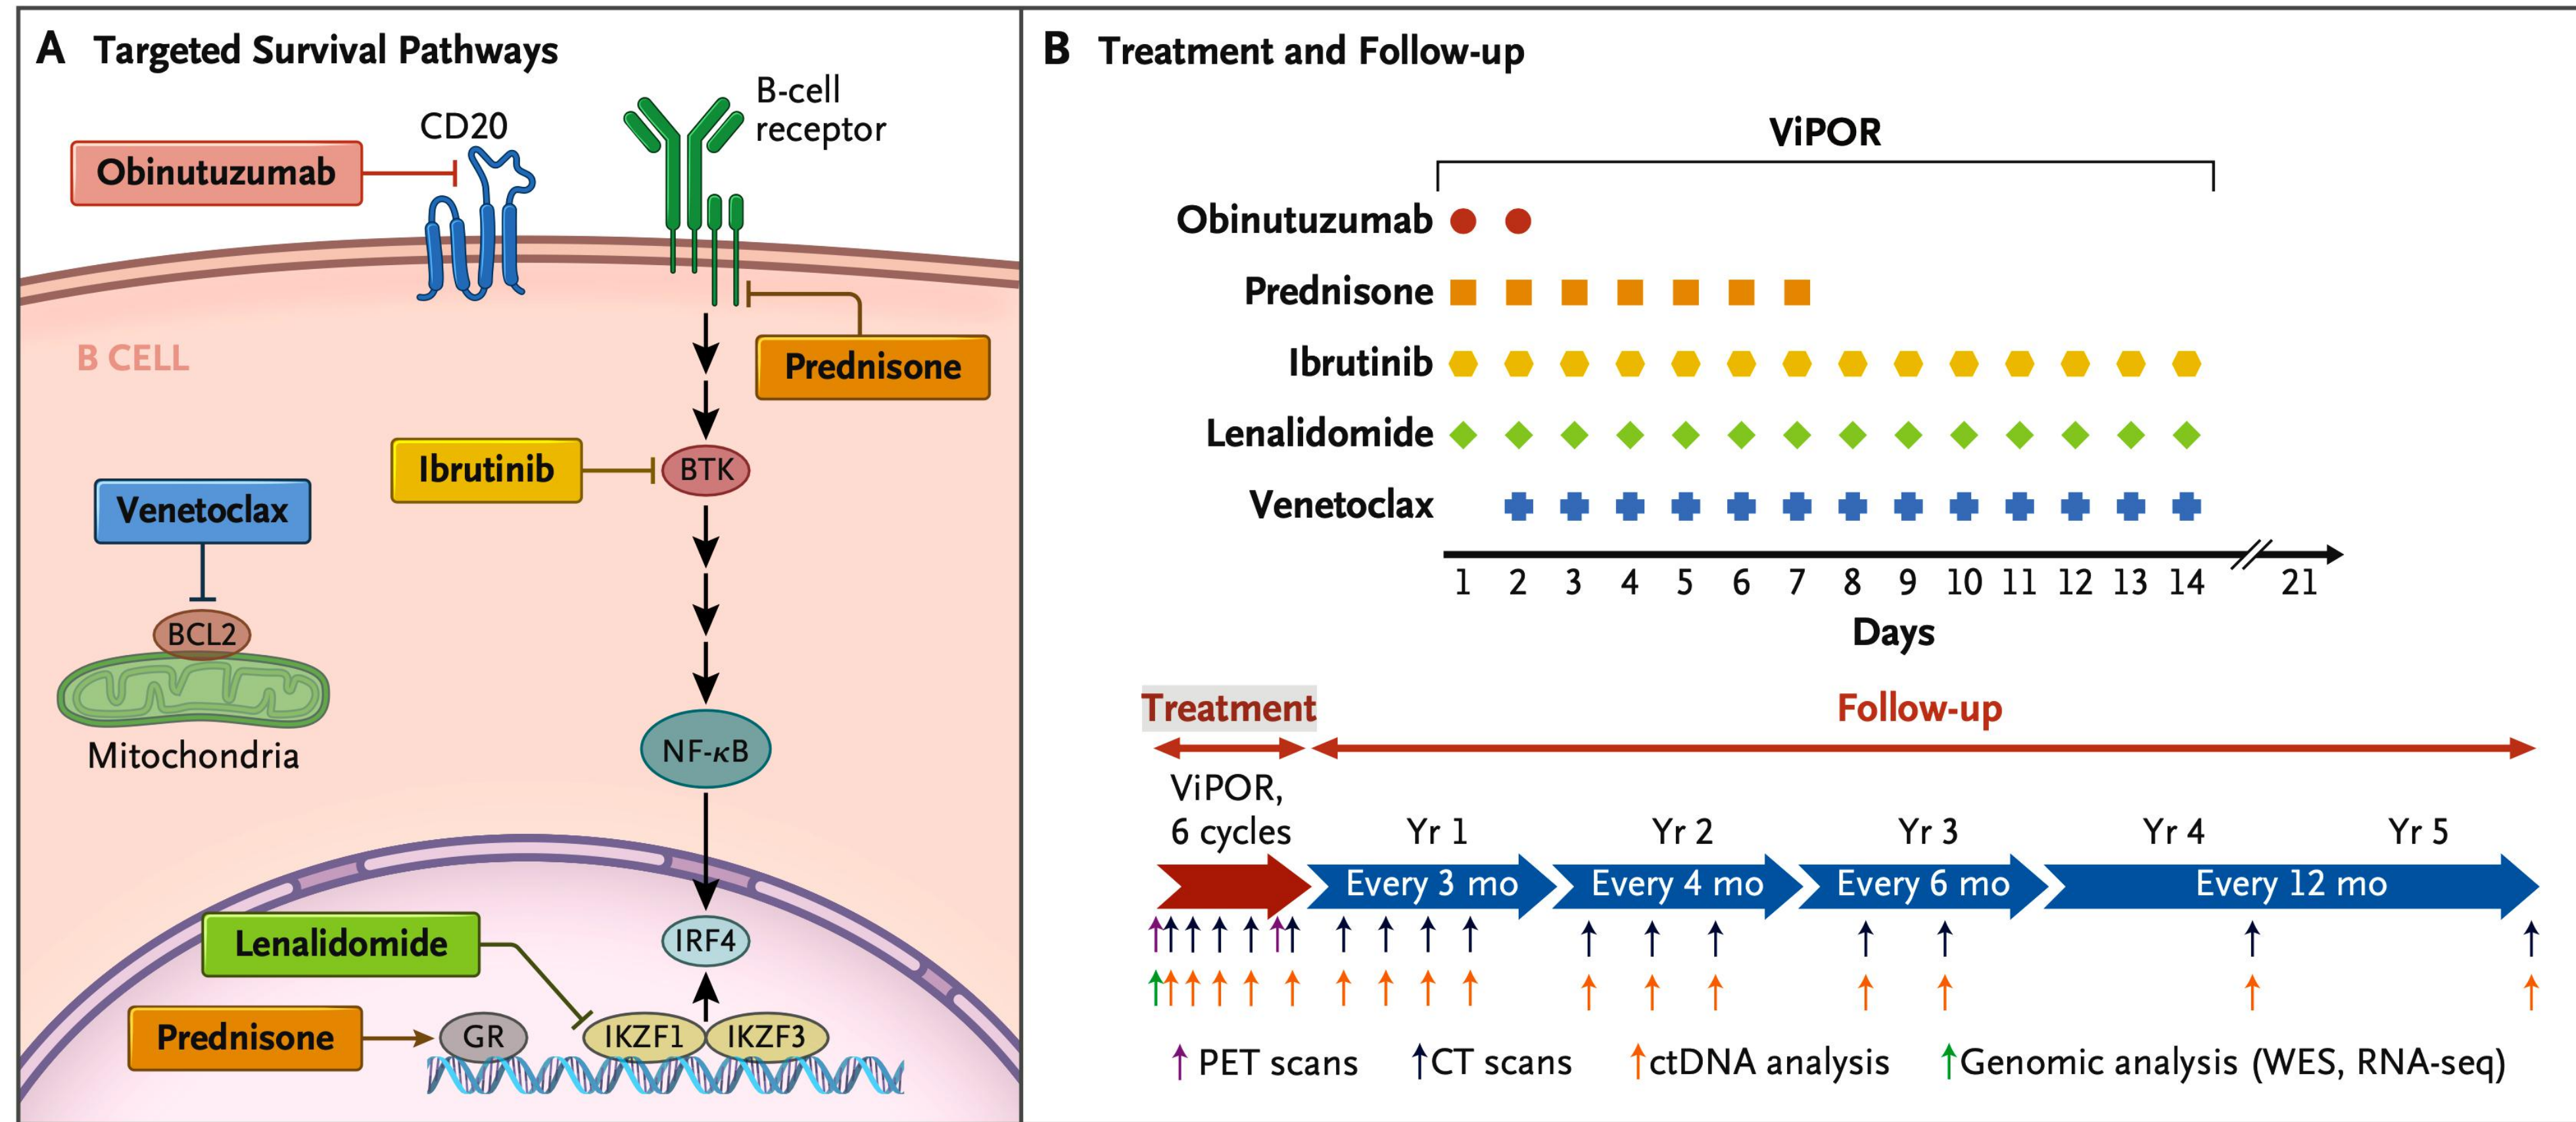 A Targeted Survival Pathways
CD20
B-cell
receptor
Obinutuzumab
B CELL
Prednisone
Ibrutinib
BTK
Venetoclax
BCL2
Mitochondria
NF-κB
Lenalidomide
IRF4
Prednisone
GR
IKZF1
IKZF3
B Treatment and Follow-up
ViPOR
Obinutuzumab
Prednisone
Ibrutinib
Lenalidomide
Venetoclax
1 2 3 4 5 6 7 8 9 10 11 12 13 14 21
Days
Treatment
Follow-up
ViPOR,
6 cycles
Yr 1 Yr 2 Yr 3 Yr 4 Yr 5
Every 3 mo Every 4 mo Every 6 mo Every 12 mo
PET scans CT scans ctDNA analysis Genomic analysis (WES, RNA-seq)